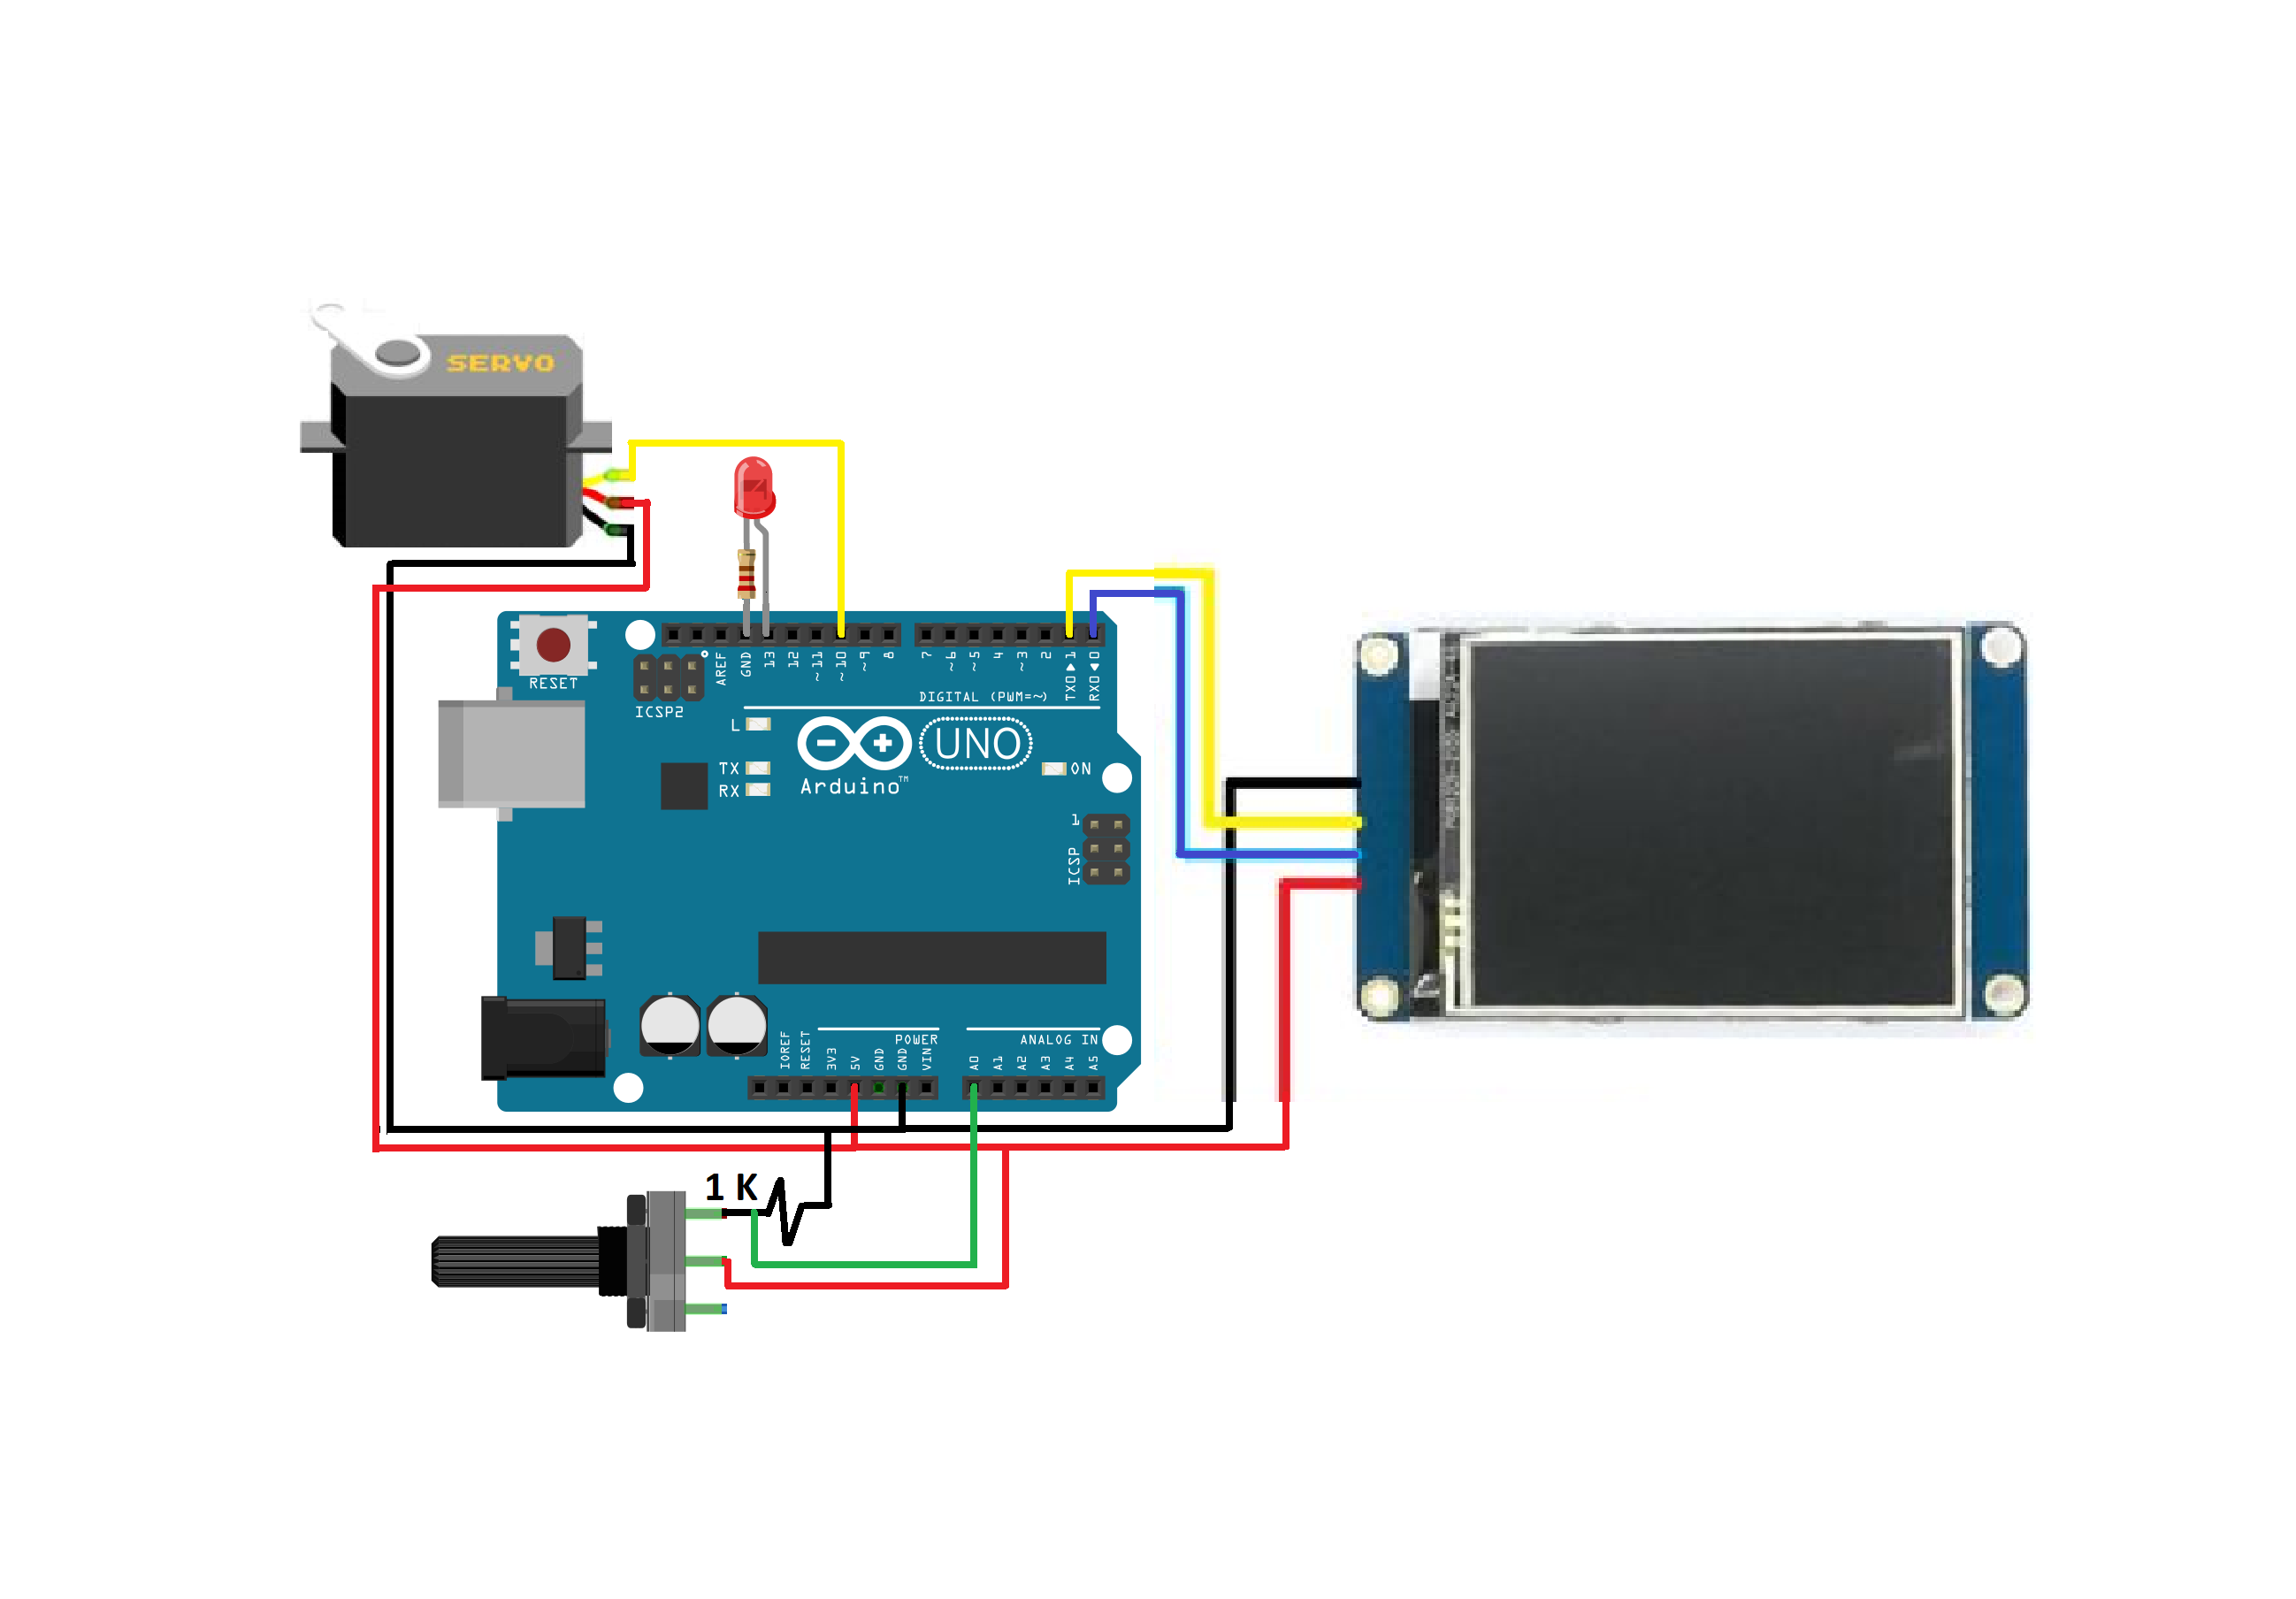 SERVO
RESET
ICSP2
AREF
GND
13
12
~11
~10
~9
8
7
~6
~5
4
~3
2
TX0 ▶ 1
RX0 ◀ 0
DIGITAL (PWM=~)
L
TX
RX
UNO
Arduino™
ON
1
ICSP
IOREF
RESET
3V3
5V
GND
GND
VIN
POWER
ANALOG IN
A0
A1
A2
A3
A4
A5
1 K